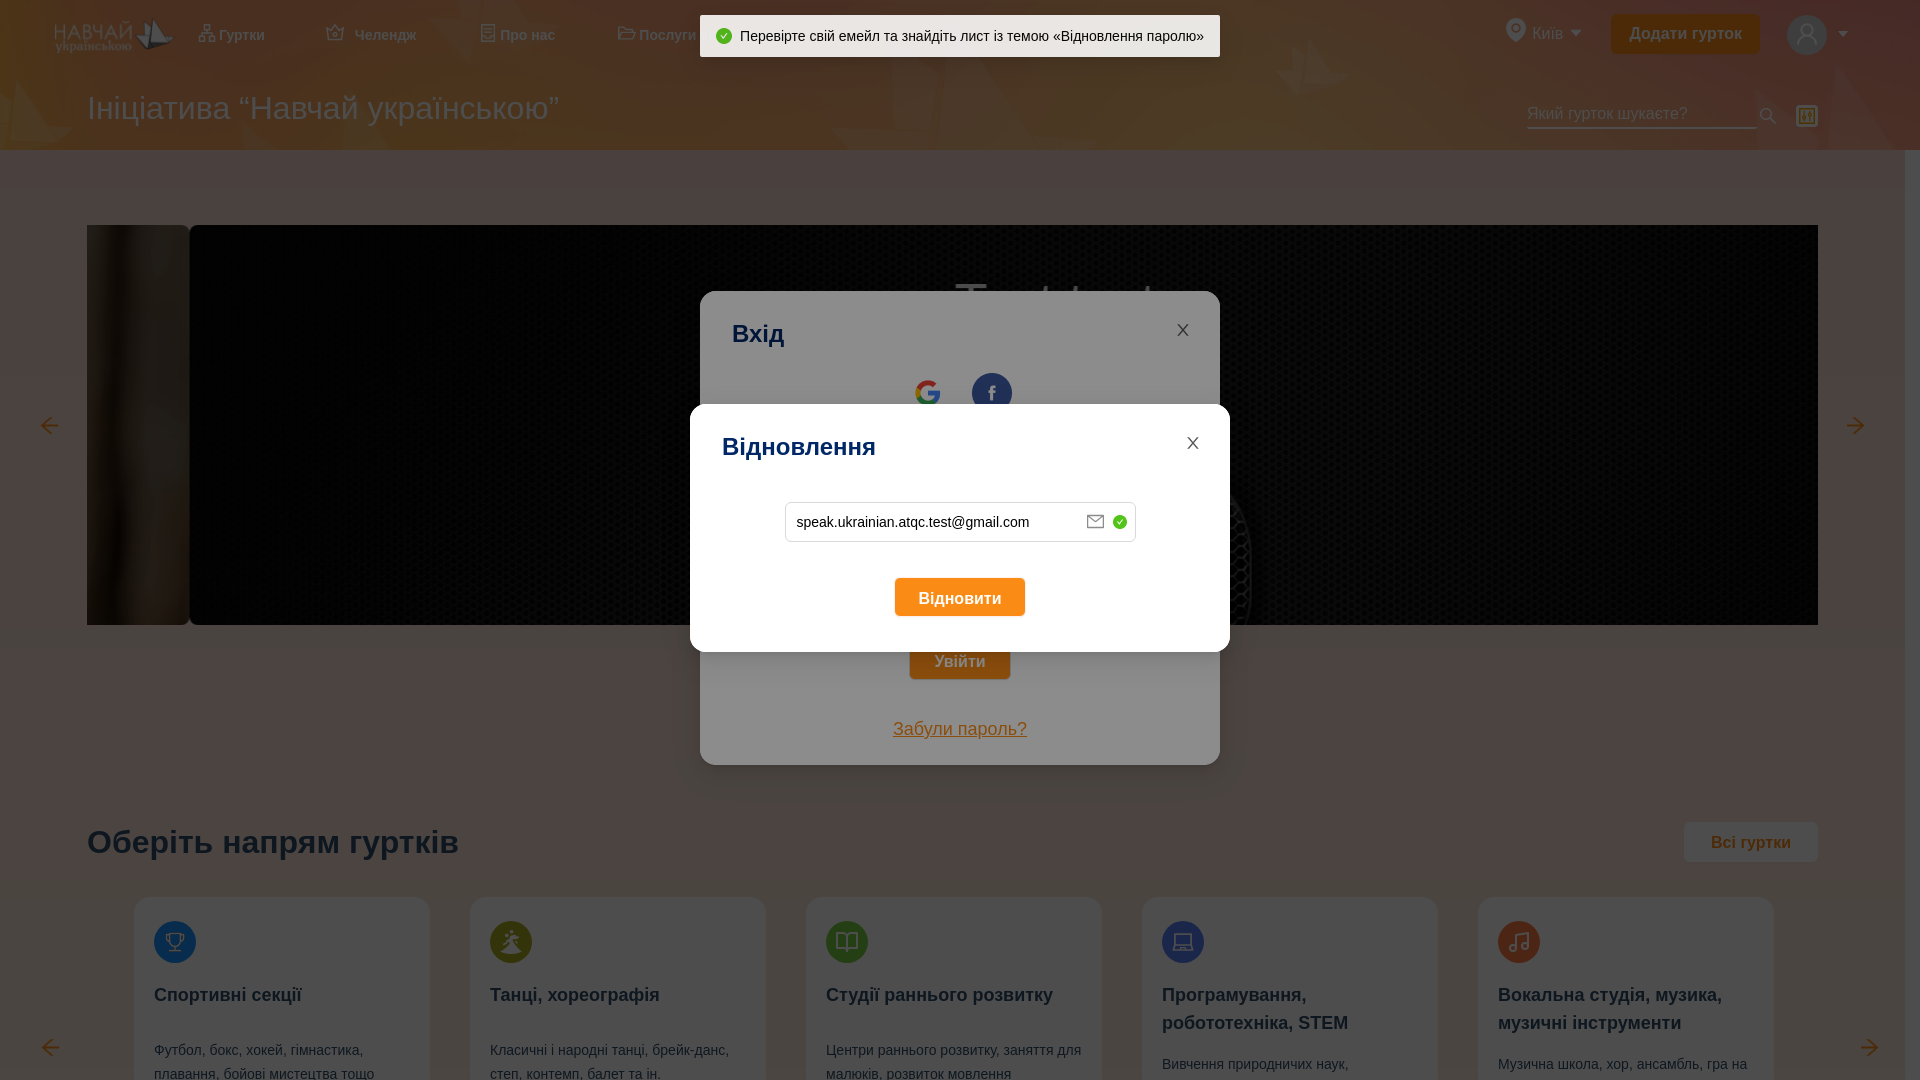 НАВЧАЙ
українською
Гуртки
Челендж
Про нас
Послуги
Перевірте свій емейл та знайдіть лист із темою «Відновлення паролю»
Київ
Додати гурток
Ініціатива “Навчай українською”
Який гурток шукаєте?
Вхід
Відновлення
speak.ukrainian.atqc.test@gmail.com
Відновити
Увійти
Забули пароль?
Оберіть напрям гуртків
Всі гуртки
Спортивні секції
Футбол, бокс, хокей, гімнастика,
плавання, бойові мистецтва тощо
Танці, хореографія
Класичні і народні танці, брейк-данс,
степ, контемп, балет та ін.
Студії раннього розвитку
Центри раннього розвитку, заняття для
малюків, розвиток мовлення
Програмування,
робототехніка, STEM
Вивчення природничих наук,
Вокальна студія, музика,
музичні інструменти
Музична школа, хор, ансамбль, гра на